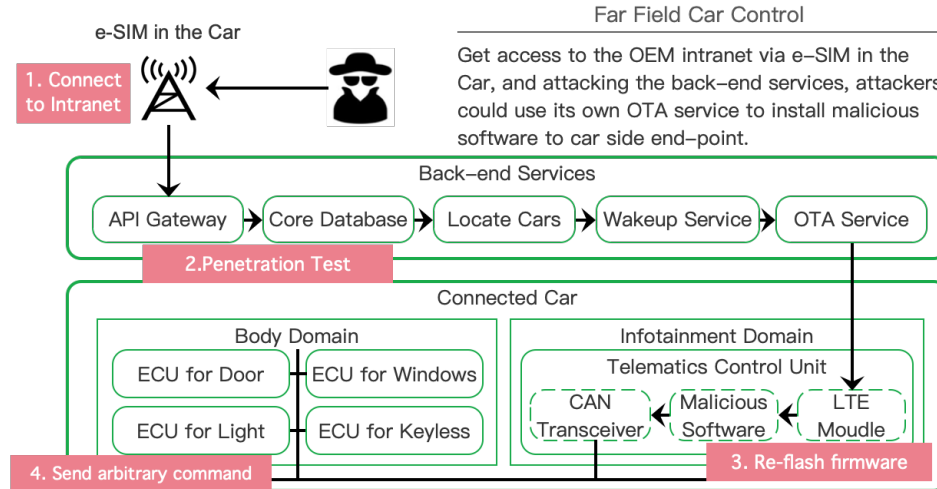 Far Field Car Control
e-SIM in the Car
Get access to the OEM intranet via e-SIM in the
Car, and attacking the back-end services, attackers
could use its own OTA service to install malicious
software to car side end-point.
1. Connect
to Intranet
Back-end Services
API Gateway
Core Database
Locate Cars
Wakeup Service
OTA Service
2.Penetration Test
Connected Car
Body Domain
ECU for Door
ECU for Windows
ECU for Light
ECU for Keyless
Infotainment Domain
Telematics Control Unit
CAN
Transceiver
Malicious
Software
LTE
Moudle
4. Send arbitrary command
3. Re-flash firmware